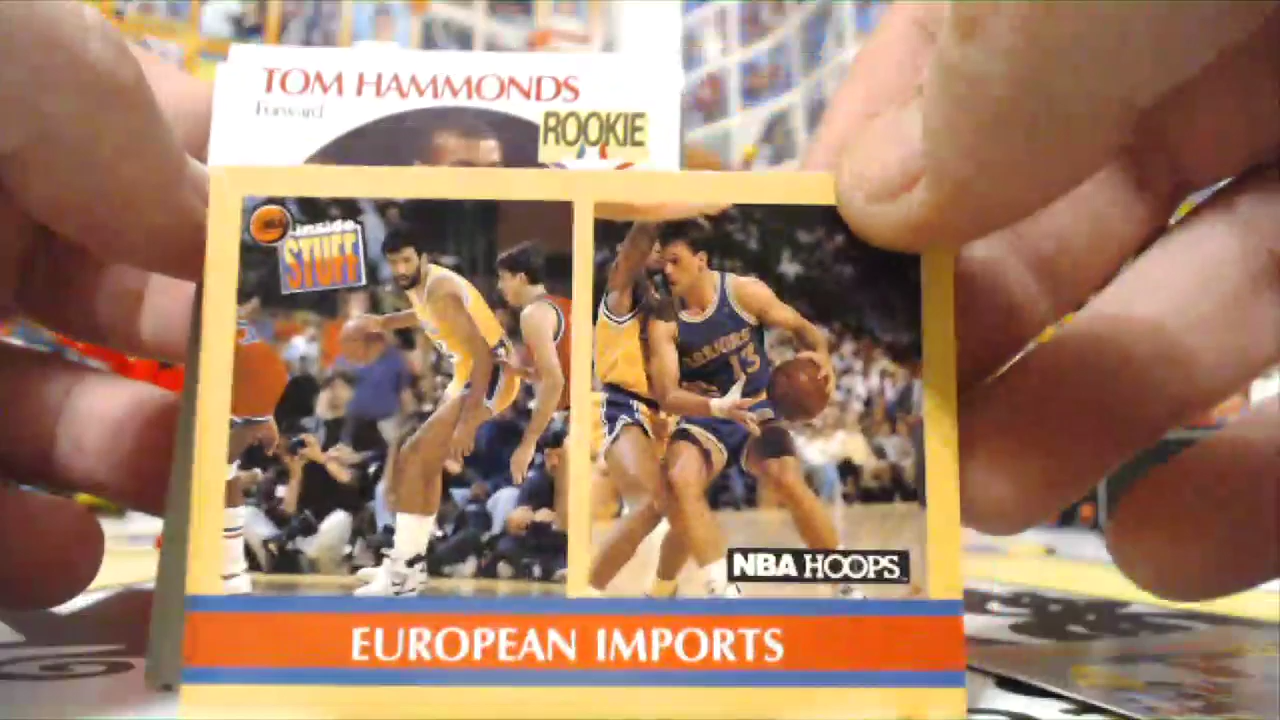 TOM HAMMONDS
Forward
ROOKIE
inside
STUFF
WARRIORS
13
NBA HOOPS
EUROPEAN IMPORTS